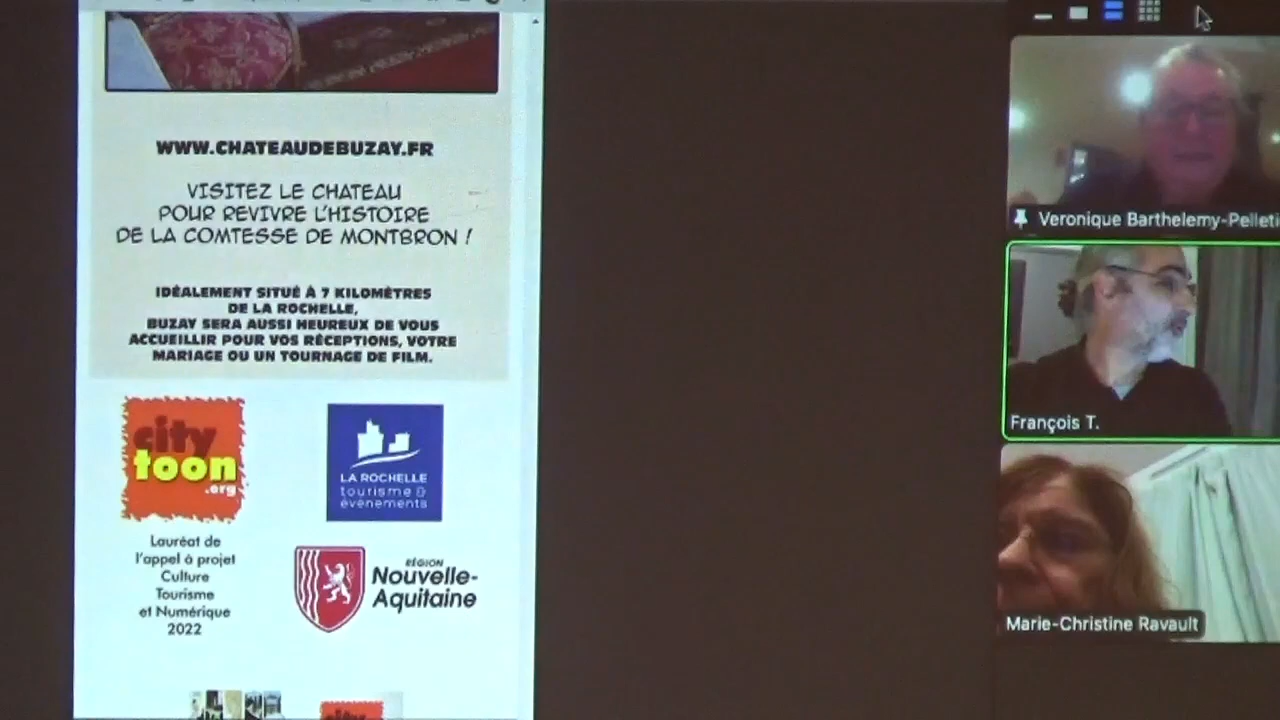 WWW.CHATEAUDEBUZAY.FR
VISITEZ LE CHATEAU
POUR REVIVRE L'HISTOIRE
DE LA COMTESSE DE MONTBRON !
IDÉALEMENT SITUÉ À 7 KILOMÈTRES
DE LA ROCHELLE,
BUZAY SERA AUSSI HEUREUX DE VOUS
ACCUEILLIR POUR VOS RÉCEPTIONS, VOTRE
MARIAGE OU UN TOURNAGE DE FILM.
city
toon
.org
LA ROCHELLE
tourisme &
évènements
Lauréat de
l'appel à projet
Culture
Tourisme
et Numérique
2022
RÉGION
Nouvelle-
Aquitaine
Veronique Barthelemy-Pelleti
François T.
Marie-Christine Ravault